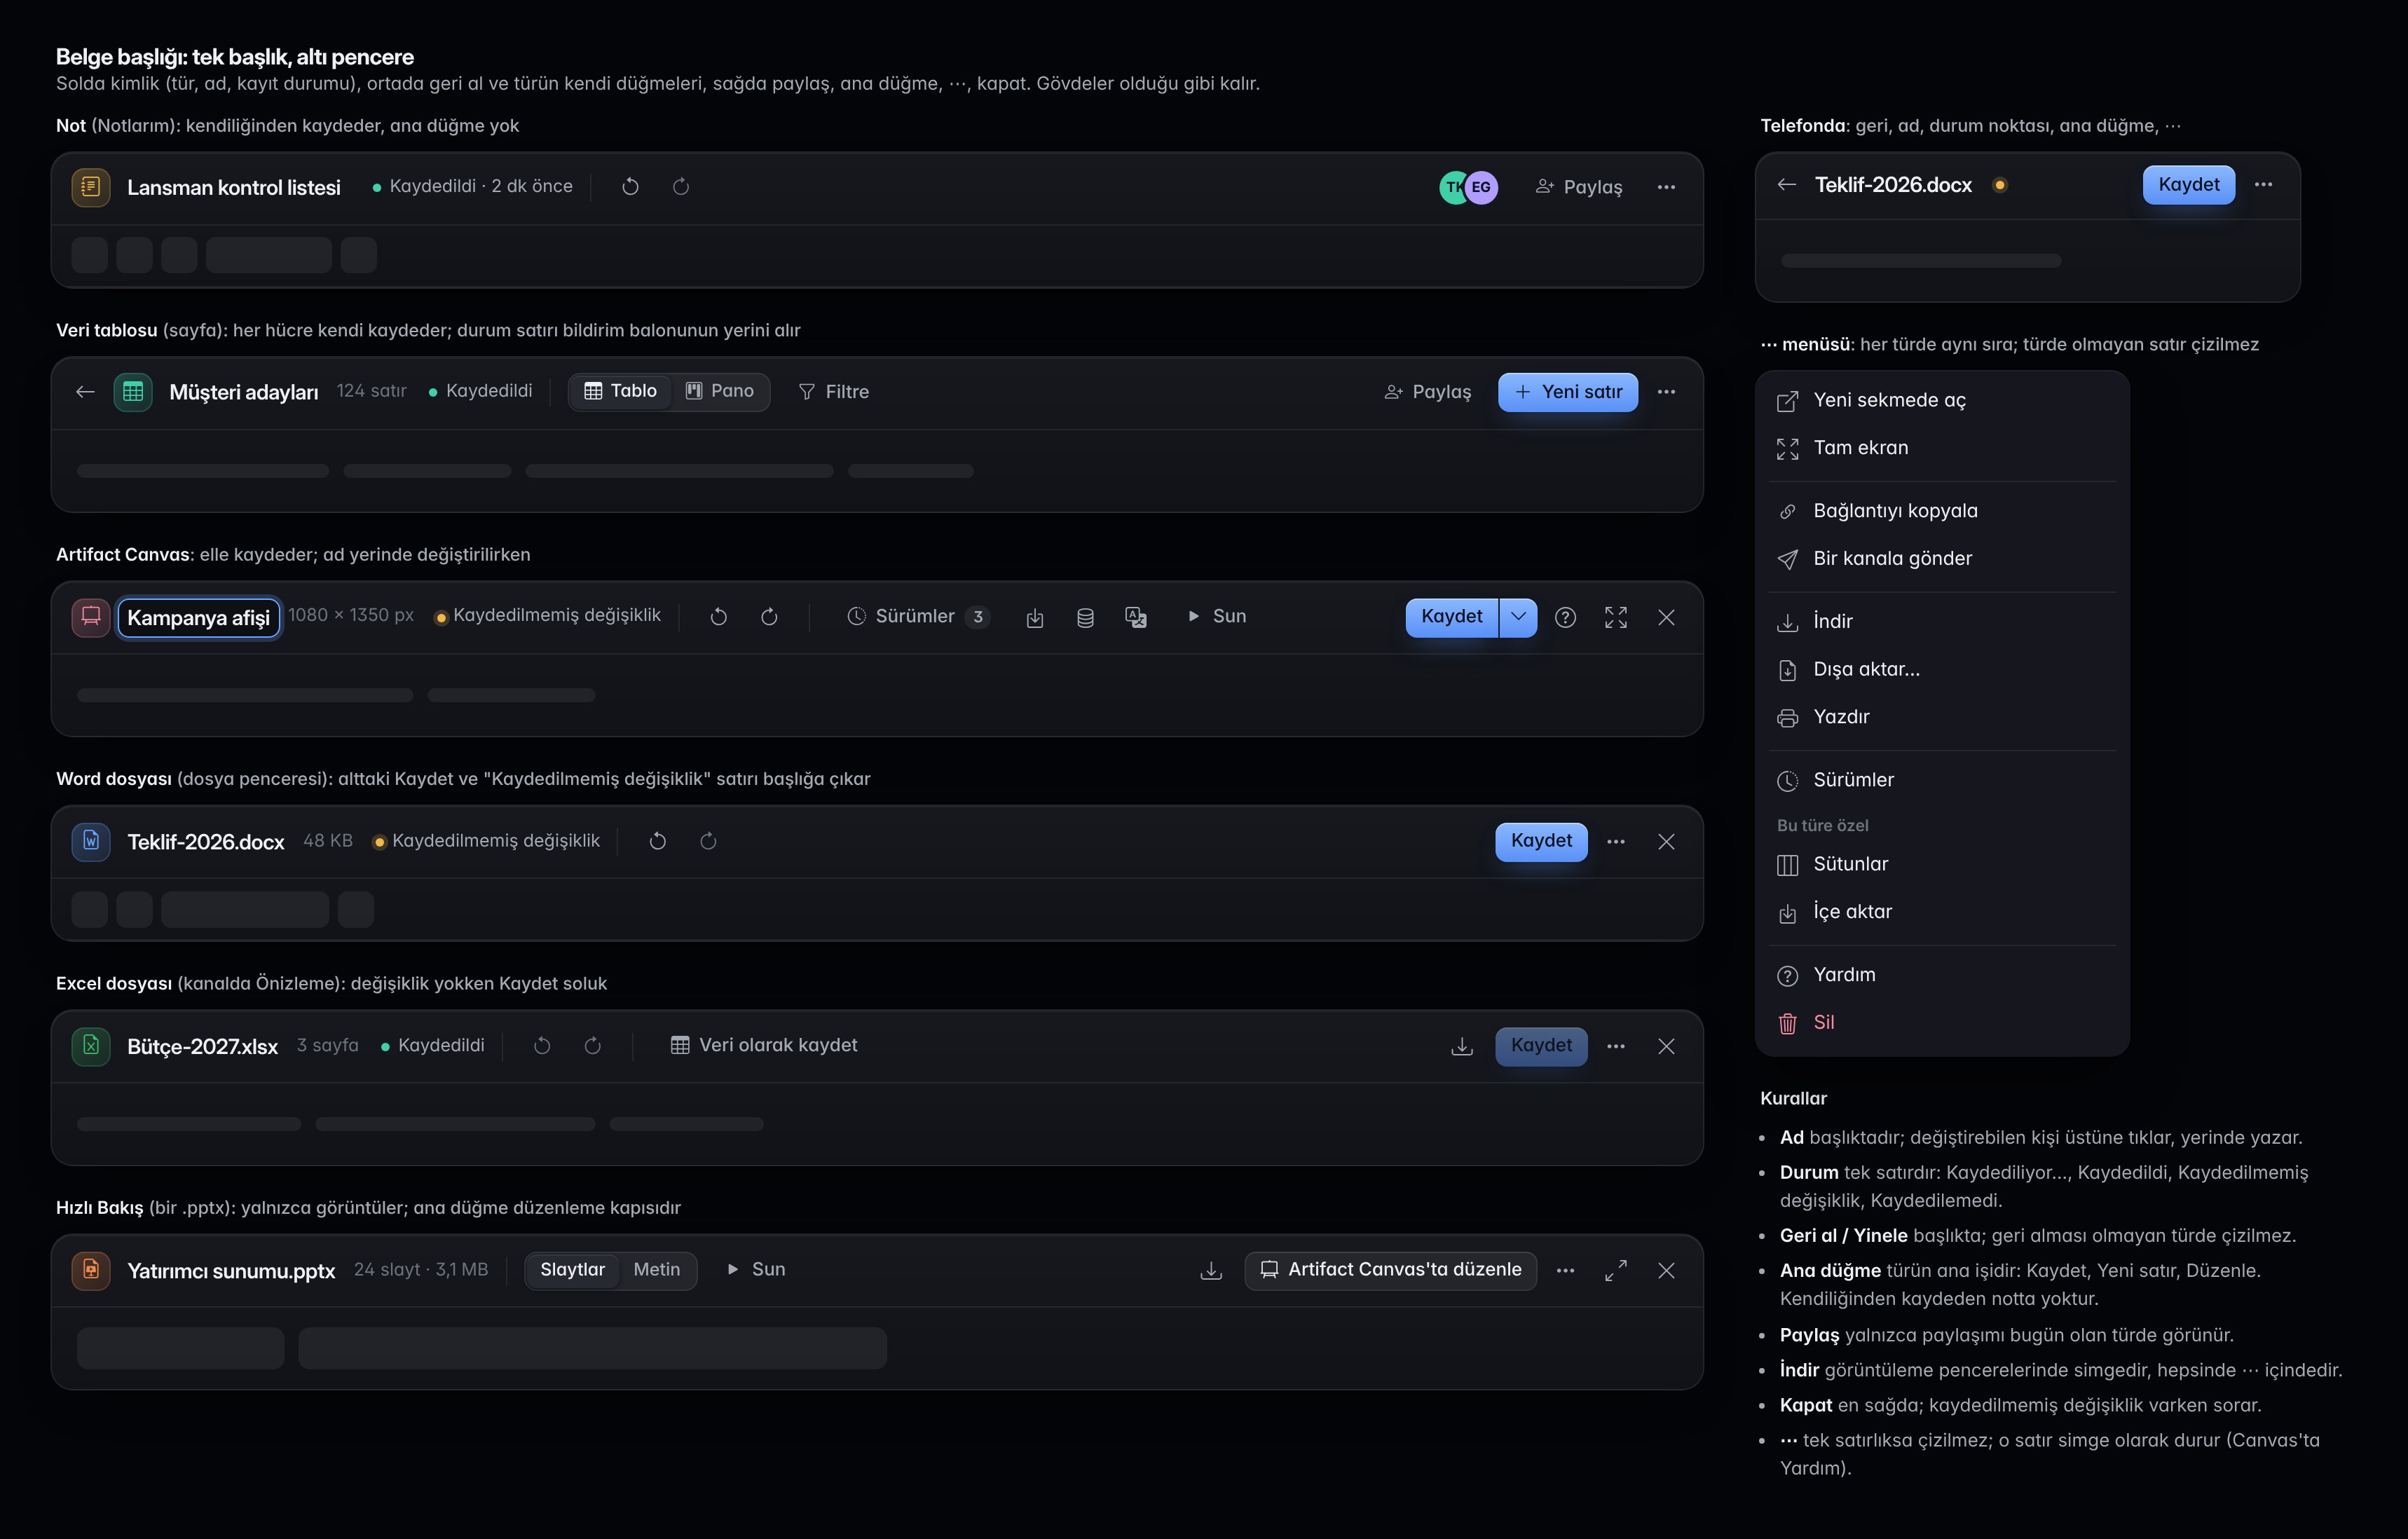 Belge başlığı: tek başlık, altı pencere
Solda kimlik (tür, ad, kayıt durumu), ortada geri al ve türün kendi düğmeleri, sağda paylaş, ana düğme, ···, kapat. Gövdeler olduğu gibi kalır.
Not (Notlarım): kendiliğinden kaydeder, ana düğme yok
Lansman kontrol listesi Kaydedildi · 2 dk önce TK EG Paylaş ···
Veri tablosu (sayfa): her hücre kendi kaydeder; durum satırı bildirim balonunun yerini alır
Müşteri adayları 124 satır Kaydedildi Tablo Pano Filtre Paylaş + Yeni satır ···
Artifact Canvas: elle kaydeder; ad yerinde değiştirilirken
Kampanya afişi 1080 × 1350 px Kaydedilmemiş değişiklik Sürümler 3 Sun Kaydet
Word dosyası (dosya penceresi): alttaki Kaydet ve "Kaydedilmemiş değişiklik" satırı başlığa çıkar
Teklif-2026.docx 48 KB Kaydedilmemiş değişiklik Kaydet ···
Excel dosyası (kanalda Önizleme): değişiklik yokken Kaydet soluk
Bütçe-2027.xlsx 3 sayfa Kaydedildi Veri olarak kaydet Kaydet ···
Hızlı Bakış (bir .pptx): yalnızca görüntüler; ana düğme düzenleme kapısıdır
Yatırımcı sunumu.pptx 24 slayt · 3,1 MB Slaytlar Metin Sun Artifact Canvas'ta düzenle ···
Telefonda: geri, ad, durum noktası, ana düğme, ···
Teklif-2026.docx Kaydet ···
··· menüsü: her türde aynı sıra; türde olmayan satır çizilmez
Yeni sekmede aç
Tam ekran
Bağlantıyı kopyala
Bir kanala gönder
İndir
Dışa aktar...
Yazdır
Sürümler
Bu türe özel
Sütunlar
İçe aktar
Yardım
Sil
Kurallar
• Ad başlıktadır; değiştirebilen kişi üstüne tıklar, yerinde yazar.
• Durum tek satırdır: Kaydediliyor..., Kaydedildi, Kaydedilmemiş
değişiklik, Kaydedilemedi.
• Geri al / Yinele başlıkta; geri alması olmayan türde çizilmez.
• Ana düğme türün ana işidir: Kaydet, Yeni satır, Düzenle.
Kendiliğinden kaydeden notta yoktur.
• Paylaş yalnızca paylaşımı bugün olan türde görünür.
• İndir görüntüleme pencerelerinde simgedir, hepsinde ··· içindedir.
• Kapat en sağda; kaydedilmemiş değişiklik varken sorar.
• ··· tek satırlıksa çizilmez; o satır simge olarak durur (Canvas'ta
Yardım).